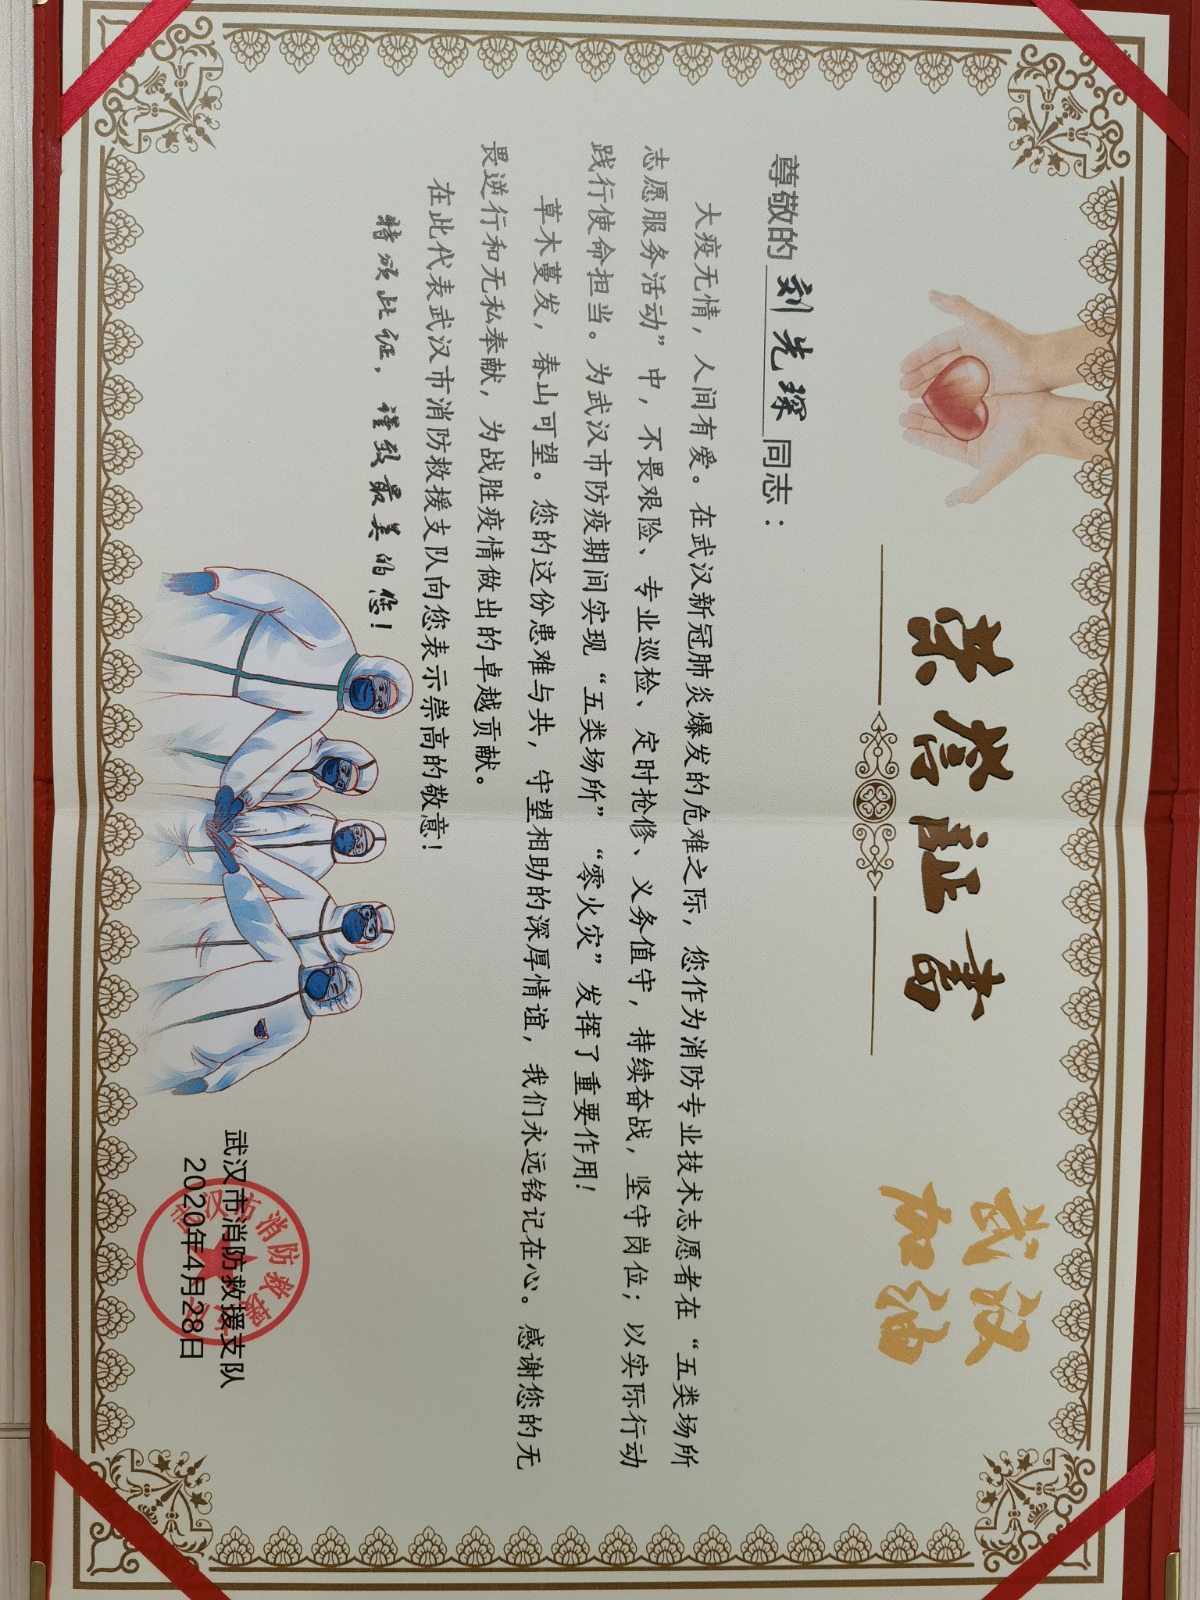 荣誉证书
武汉
加油
尊敬的 刘先琛 同志：
大疫无情，人间有爱。在武汉新冠肺炎爆发的危难之际，您作为消防专业技术志愿者在“五类场所
志愿服务活动”中，不畏艰险、专业巡检、定时抢修、义务值守，持续奋战，坚守岗位；以实际行动
践行使命担当。为武汉市防疫期间实现“五类场所”“零火灾”发挥了重要作用！
草木蔓发，春山可望。您的这份患难与共，守望相助的深厚情谊，我们永远铭记在心。感谢您的无
畏逆行和无私奉献，为战胜疫情做出的卓越贡献。
在此代表武汉市消防救援支队向您表示崇高的敬意！
特颁此证，谨致最美的您！
武汉市消防救援支队
2020年4月28日
武汉市消防救援支队